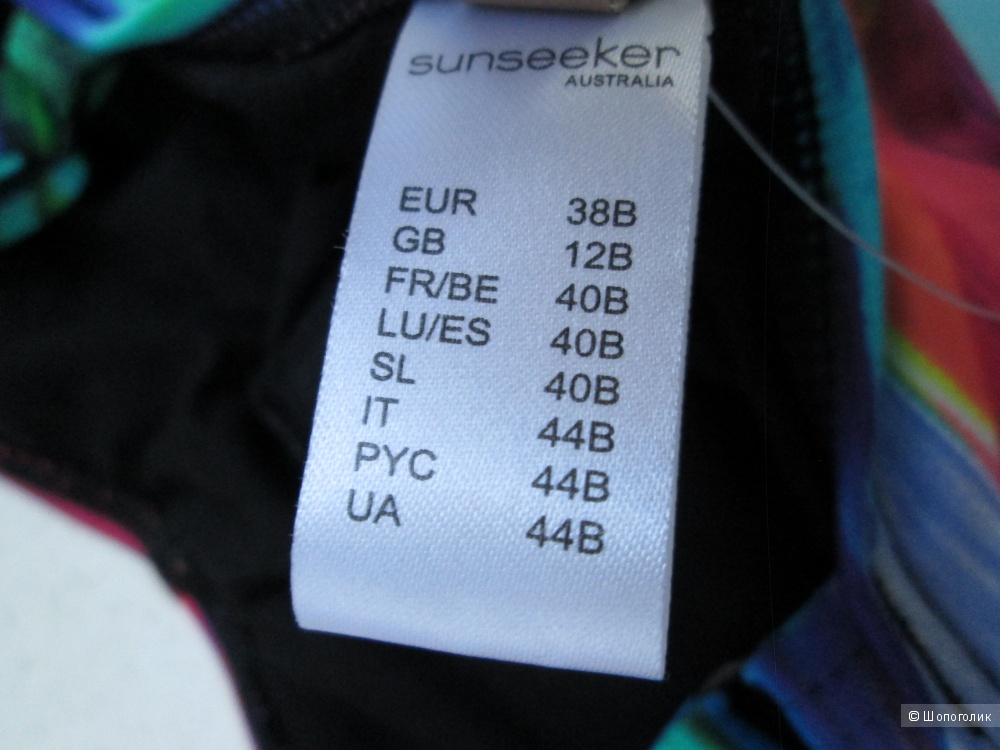 sunseeker
AUSTRALIA
EUR 38B
GB 12B
FR/BE 40B
LU/ES 40B
SL 40B
IT 44B
РУС 44B
UA 44B
© Шопоголик